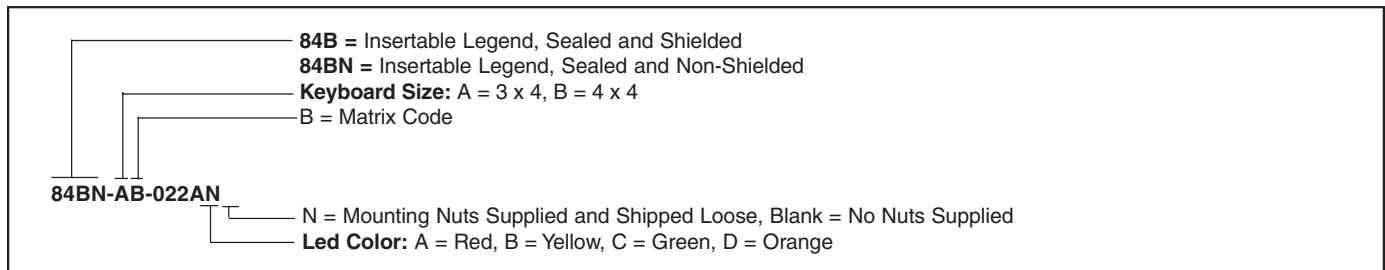 84B = Insertable Legend, Sealed and Shielded
84BN = Insertable Legend, Sealed and Non-Shielded
Keyboard Size: A = 3 x 4, B = 4 x 4
B = Matrix Code
84BN-AB-022AN
N = Mounting Nuts Supplied and Shipped Loose, Blank = No Nuts Supplied
Led Color: A = Red, B = Yellow, C = Green, D = Orange